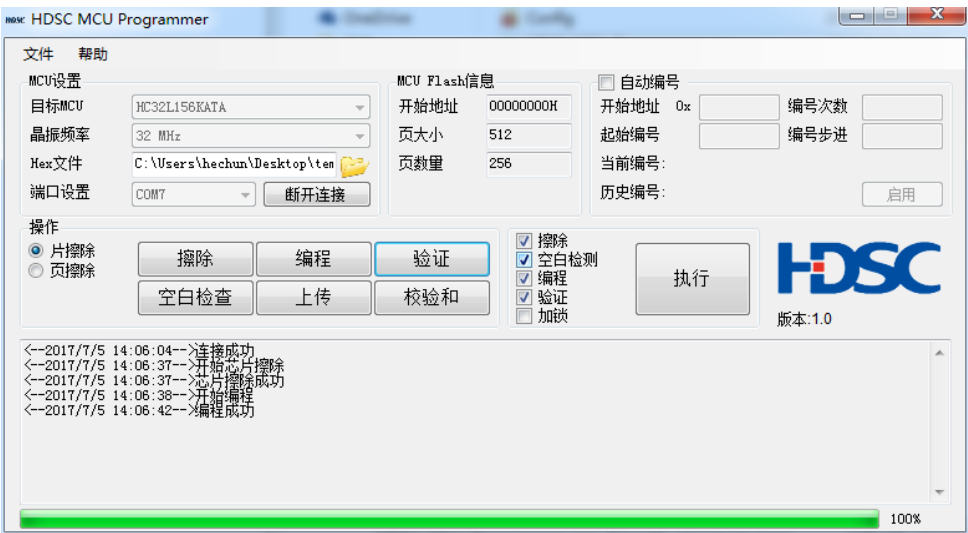 HDSC HDSC MCU Programmer
文件 帮助
MCU设置
目标MCU HC32L156KATA
晶振频率 32 MHz
Hex文件 C:\Users\hechun\Desktop\ten
端口设置 COM7 断开连接
MCU Flash信息
开始地址 00000000H
页大小 512
页数量 256
自动编号
开始地址 0x 编号次数
起始编号 编号步进
当前编号:
历史编号: 启用
操作
片擦除
页擦除
擦除 编程 验证
空白检查 上传 校验和
擦除
空白检测
编程
验证
加锁
执行
HDSC
版本:1.0
<--2017/7/5 14:06:04-->连接成功
<--2017/7/5 14:06:37-->开始芯片擦除
<--2017/7/5 14:06:37-->芯片擦除成功
<--2017/7/5 14:06:38-->开始编程
<--2017/7/5 14:06:42-->编程成功
100%